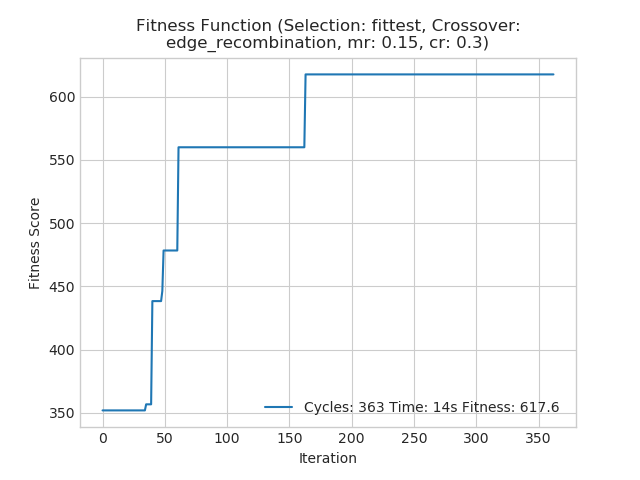 Fitness Function (Selection: fittest, Crossover:
edge_recombination, mr: 0.15, cr: 0.3)
600
550
500
450
400
350
Fitness Score
Cycles: 363 Time: 14s Fitness: 617.6
0 50 100 150 200 250 300 350
Iteration